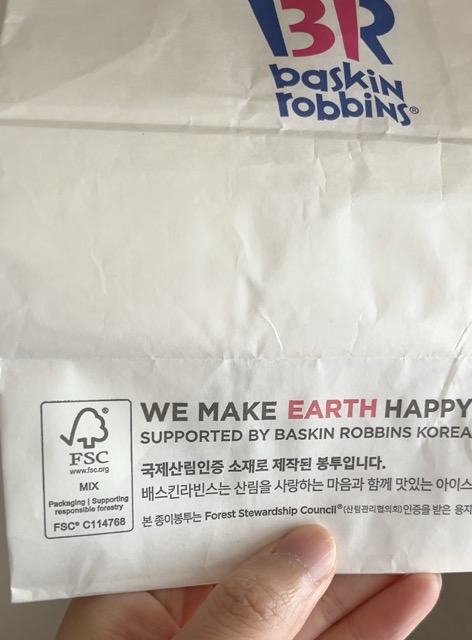 BR
baskin
robbins®
FSC
www.fsc.org
MIX
Packaging | Supporting
responsible forestry
FSC® C114768
WE MAKE EARTH HAPPY
SUPPORTED BY BASKIN ROBBINS KOREA
국제산림인증 소재로 제작된 봉투입니다.
배스킨라빈스는 산림을 사랑하는 마음과 함께 맛있는 아이스
본 종이봉투는 Forest Stewardship Council®(산림관리협의회)인증을 받은 용지